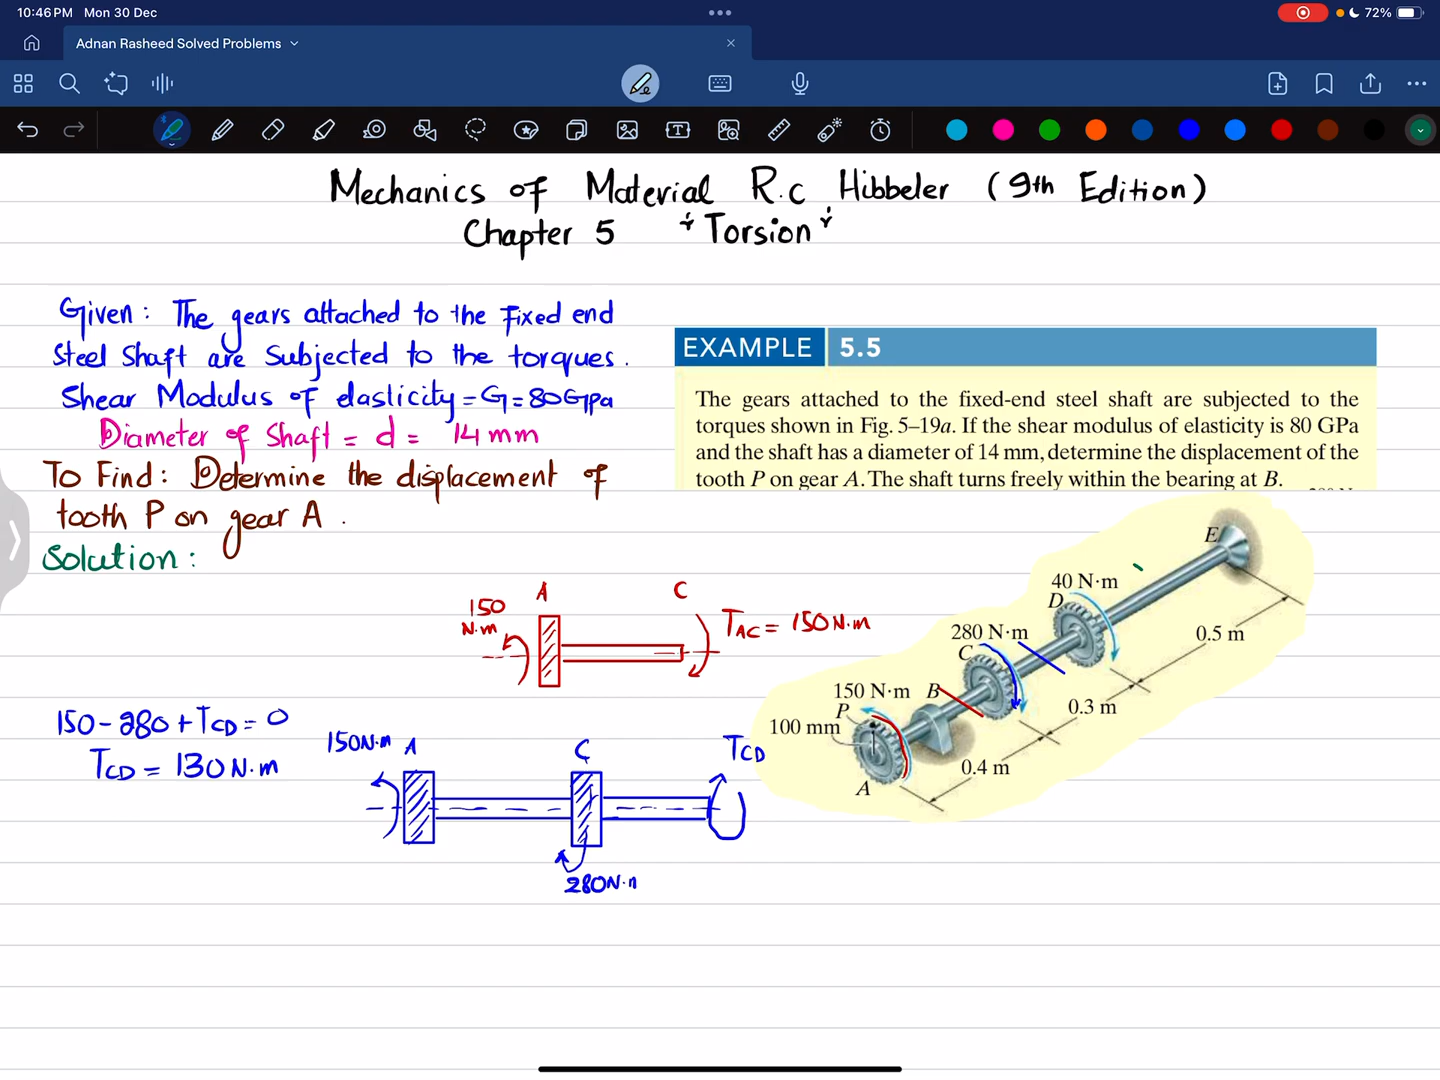 10:46 PM Mon 30 Dec
72%
Adnan Rasheed Solved Problems
Mechanics of Material R.C Hibbeler (9th Edition)
Chapter 5 * Torsion *
Given: The gears attached to the Fixed end
Steel Shaft are Subjected to the torques.
Shear Modulus of elasticity = G = 80 Gpa
Diameter of Shaft = d = 14 mm
To Find: Determine the displacement of
tooth P on gear A.
Solution:
EXAMPLE 5.5
The gears attached to the fixed-end steel shaft are subjected to the
torques shown in Fig. 5–19a. If the shear modulus of elasticity is 80 GPa
and the shaft has a diameter of 14 mm, determine the displacement of the
tooth P on gear A. The shaft turns freely within the bearing at B.
A
C
150
N.m
TAC = 150 N.m
150 - 280 + TCD = 0
TCD = 130 N.m
150N.m A
C
TCD
280N.m
E
40 N·m
D
280 N·m
C
0.5 m
150 N·m B
P
100 mm
0.3 m
0.4 m
A